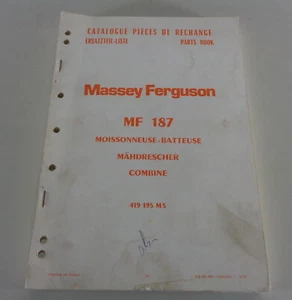 CATALOGUE PIECES DE RECHANGE
ERSATZTEIL-LISTE PARTS BOOK
Massey Ferguson
MF 187
MOISSONNEUSE-BATTEUSE
MÄHDRESCHER
COMBINE
419 195 M5